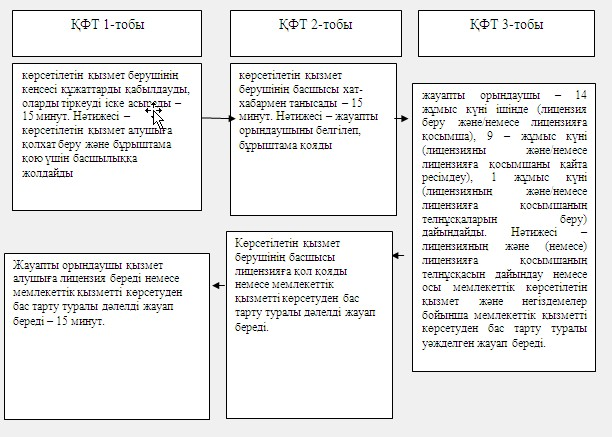 ҚФТ 1-тобы
ҚФТ 2-тобы
ҚФТ 3-тобы
көрсетілетін қызмет берушінің
кеңсесі құжаттарды қабылдауды,
оларды тіркеуді іске асырады –
15 минут. Нәтижесі –
көрсетілетін қызмет алушыға
қолхат беру және бұрыштама
қою үшін басшылыққа
жолдайды
көрсетілетін қызмет
берушінің басшысы хат-
хабармен танысады – 15
минут. Нәтижесі – жауапты
орындаушыны белгілеп,
бұрыштама қояды
жауапты орындаушы – 14
жұмыс күні ішінде (лицензия
беру және/немесе лицензияға
қосымша), 9 – жұмыс күні
(лицензияны және/немесе
лицензияға қосымшаны қайта
ресімдеу), 1 жұмыс күні
(лицензиянын және/немесе
лицензияға қосымшанын
телнұсқаларын беру)
дайындайды. Нәтижесі –
лицензиянын және (немесе)
лицензияға қосымшанын
телнұсқасын дайындау немесе
осы мемлекеттік көрсетілетін
қызмет және негіздемелер
бойынша мемлекеттік қызметті
көрсетуден бас тарту туралы
уәжделген жауап береді.
Көрсетілетін қызмет
берушінің басшысы
лицензияға қол қояды
немесе мемлекеттік
қызметті көрсетуден бас
тарту туралы дәлелді жауап
береді.
Жауапты орындаушы қызмет
алушыға лицензия береді немесе
мемлекеттік қызметті көрсетуден
бас тарту туралы дәлелді жауап
береді – 15 минут.